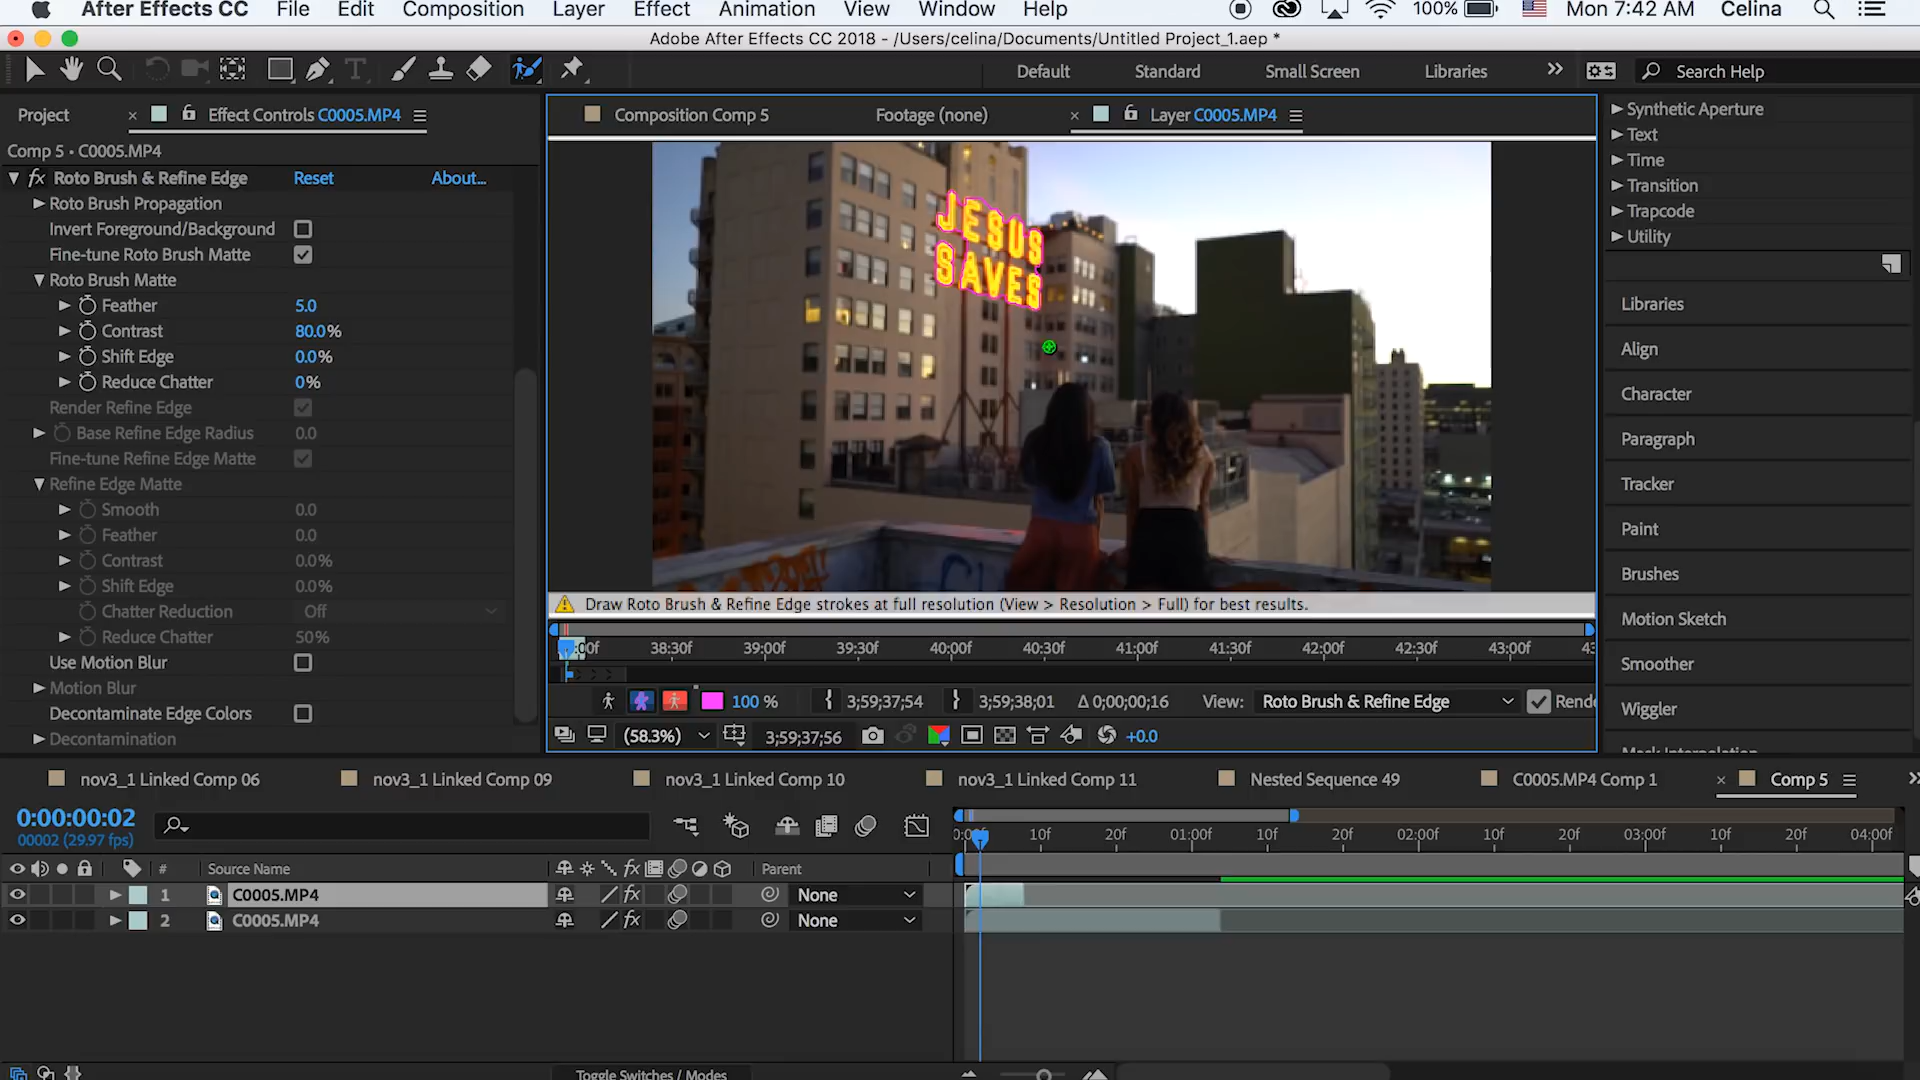 After Effects CC File Edit Composition Layer Effect Animation View Window Help 100% Mon 7:42 AM Celina
Adobe After Effects CC 2018 - /Users/celina/Documents/Untitled Project_1.aep *
Default Standard Small Screen Libraries Search Help
Project Effect Controls C0005.MP4 Composition Comp 5 Footage (none) Layer C0005.MP4
Comp 5 • C0005.MP4
fx Roto Brush & Refine Edge Reset About...
Roto Brush Propagation
Invert Foreground/Background
Fine-tune Roto Brush Matte
Roto Brush Matte
Feather 5.0
Contrast 80.0%
Shift Edge 0.0%
Reduce Chatter 0%
Render Refine Edge
Base Refine Edge Radius 0.0
Fine-tune Refine Edge Matte
Refine Edge Matte
Smooth 0.0
Feather 0.0
Contrast 0.0%
Shift Edge 0.0%
Chatter Reduction Off
Reduce Chatter 50%
Use Motion Blur
Motion Blur
Decontaminate Edge Colors
Decontamination
JESUS
SAVES
Draw Roto Brush & Refine Edge strokes at full resolution (View > Resolution > Full) for best results.
:00f 38:30f 39:00f 39:30f 40:00f 40:30f 41:00f 41:30f 42:00f 42:30f 43:00f 43
100 % 3;59;37;54 3;59;38;01 Δ 0;00;00;16 View: Roto Brush & Refine Edge Rende
(58.3%) 3;59;37;56 +0.0
Synthetic Aperture
Text
Time
Transition
Trapcode
Utility
Libraries
Align
Character
Paragraph
Tracker
Paint
Brushes
Motion Sketch
Smoother
Wiggler
Mask Interpolation
nov3_1 Linked Comp 06 nov3_1 Linked Comp 09 nov3_1 Linked Comp 10 nov3_1 Linked Comp 11 Nested Sequence 49 C0005.MP4 Comp 1 Comp 5
0:00:00:02
00002 (29.97 fps)
10f 20f 01:00f 10f 20f 02:00f 10f 20f 03:00f 10f 20f 04:00f
# Source Name fx Parent
1 C0005.MP4 fx None
2 C0005.MP4 fx None
Toggle Switches / Modes